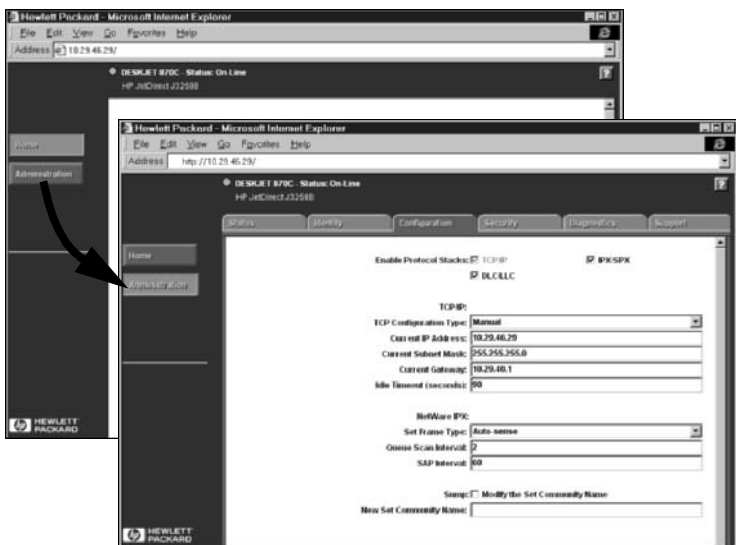 Hewlett Packard - Microsoft Internet Explorer
File Edit View Go Favorites Help
Address 10.29.46.29/
DESKJET 870C - Status: On Line
HP JetDirect J3258B
?
Home
Administration
HEWLETT
PACKARD
Hewlett Packard - Microsoft Internet Explorer
File Edit View Go Favorites Help
Address http://10.29.46.29/
DESKJET 870C - Status: On Line
HP JetDirect J3258B
?
Status Identity Configuration Security Diagnostics Support
Home
Administration
Enable Protocol Stacks: TCP/IP IPX/SPX
DLC/LLC
TCP/IP:
TCP Configuration Type: Manual
Current IP Address: 10.29.46.29
Current Subnet Mask: 255.255.255.0
Current Gateway: 10.29.40.1
Idle Timeout (seconds): 90
NetWare IPX:
Set Frame Type: Auto-sense
Queue Scan Interval: 2
SAP Interval: 60
Snmp: Modify the Set Community Name
New Set Community Name:
HEWLETT
PACKARD